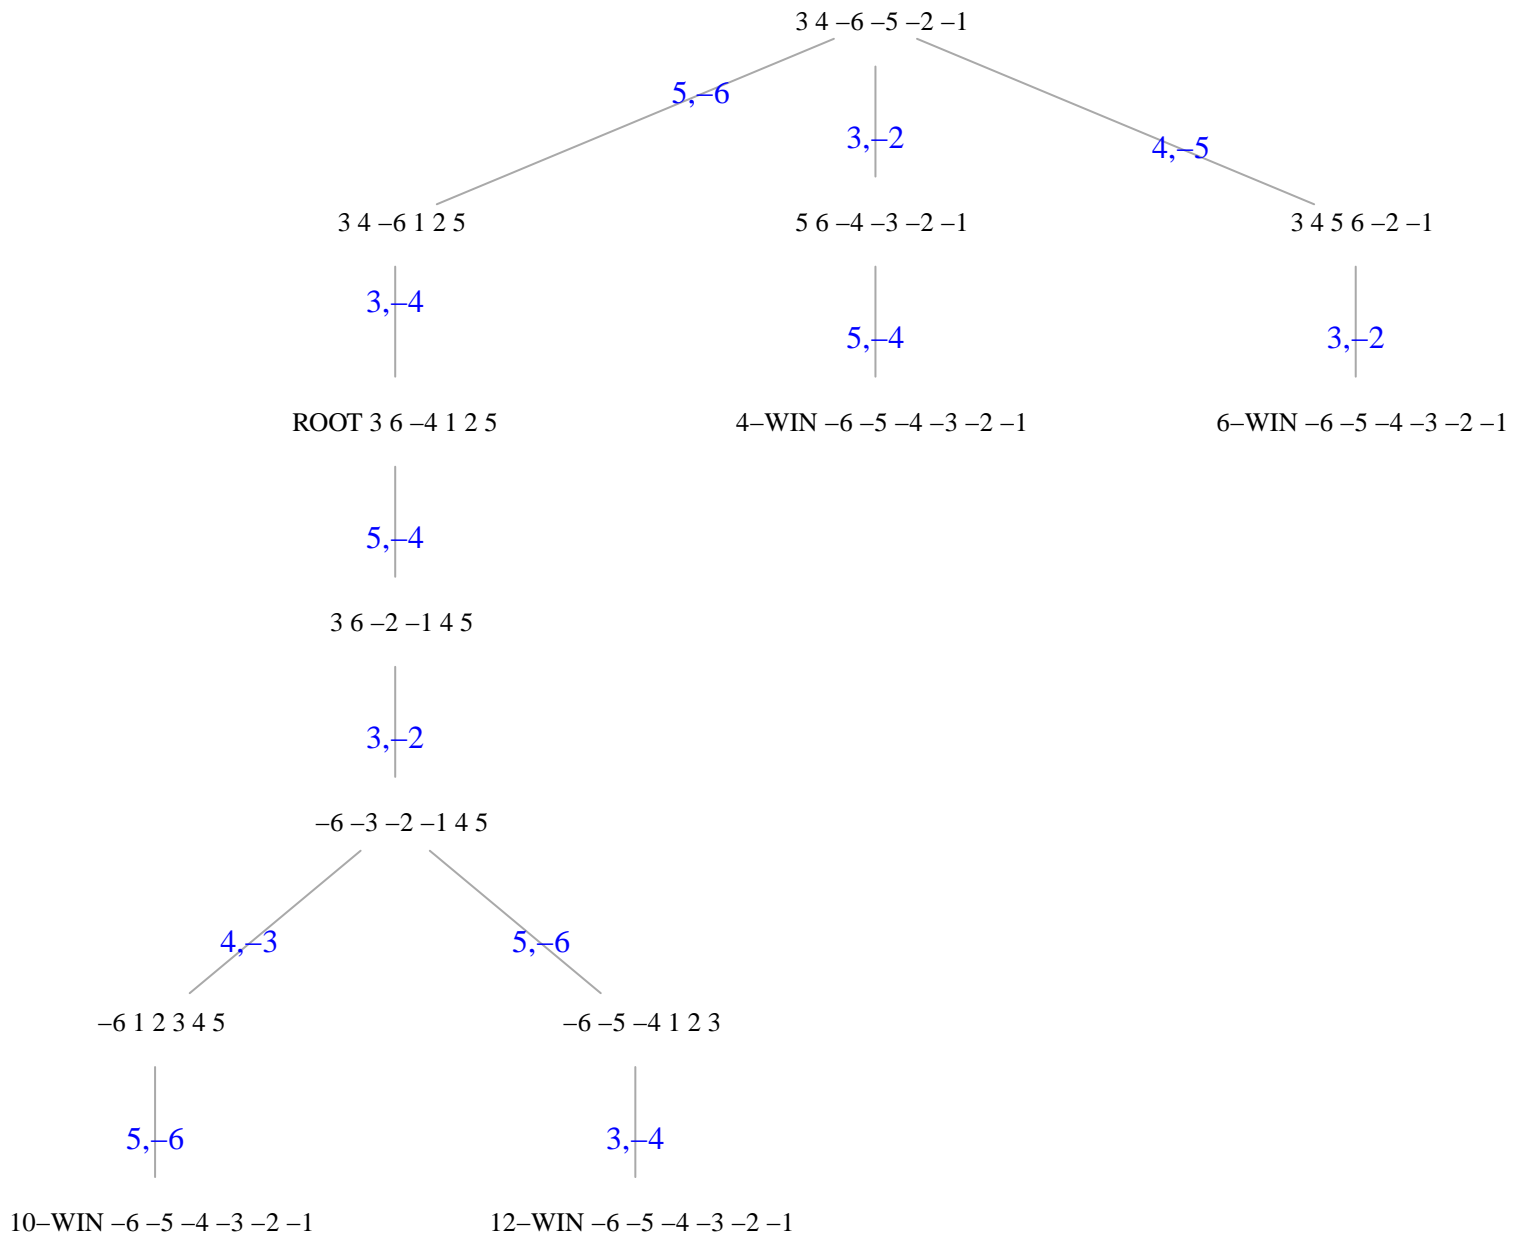 3 4 –6 –5 –2 –1
5,–6
3,–2
4,–5
3 4 –6 1 2 5
5 6 –4 –3 –2 –1
3 4 5 6 –2 –1
3,–4
5,–4
3,–2
ROOT 3 6 –4 1 2 5
4–WIN –6 –5 –4 –3 –2 –1
6–WIN –6 –5 –4 –3 –2 –1
5,–4
3 6 –2 –1 4 5
3,–2
–6 –3 –2 –1 4 5
4,–3
5,–6
–6 1 2 3 4 5
–6 –5 –4 1 2 3
5,–6
3,–4
10–WIN –6 –5 –4 –3 –2 –1
12–WIN –6 –5 –4 –3 –2 –1